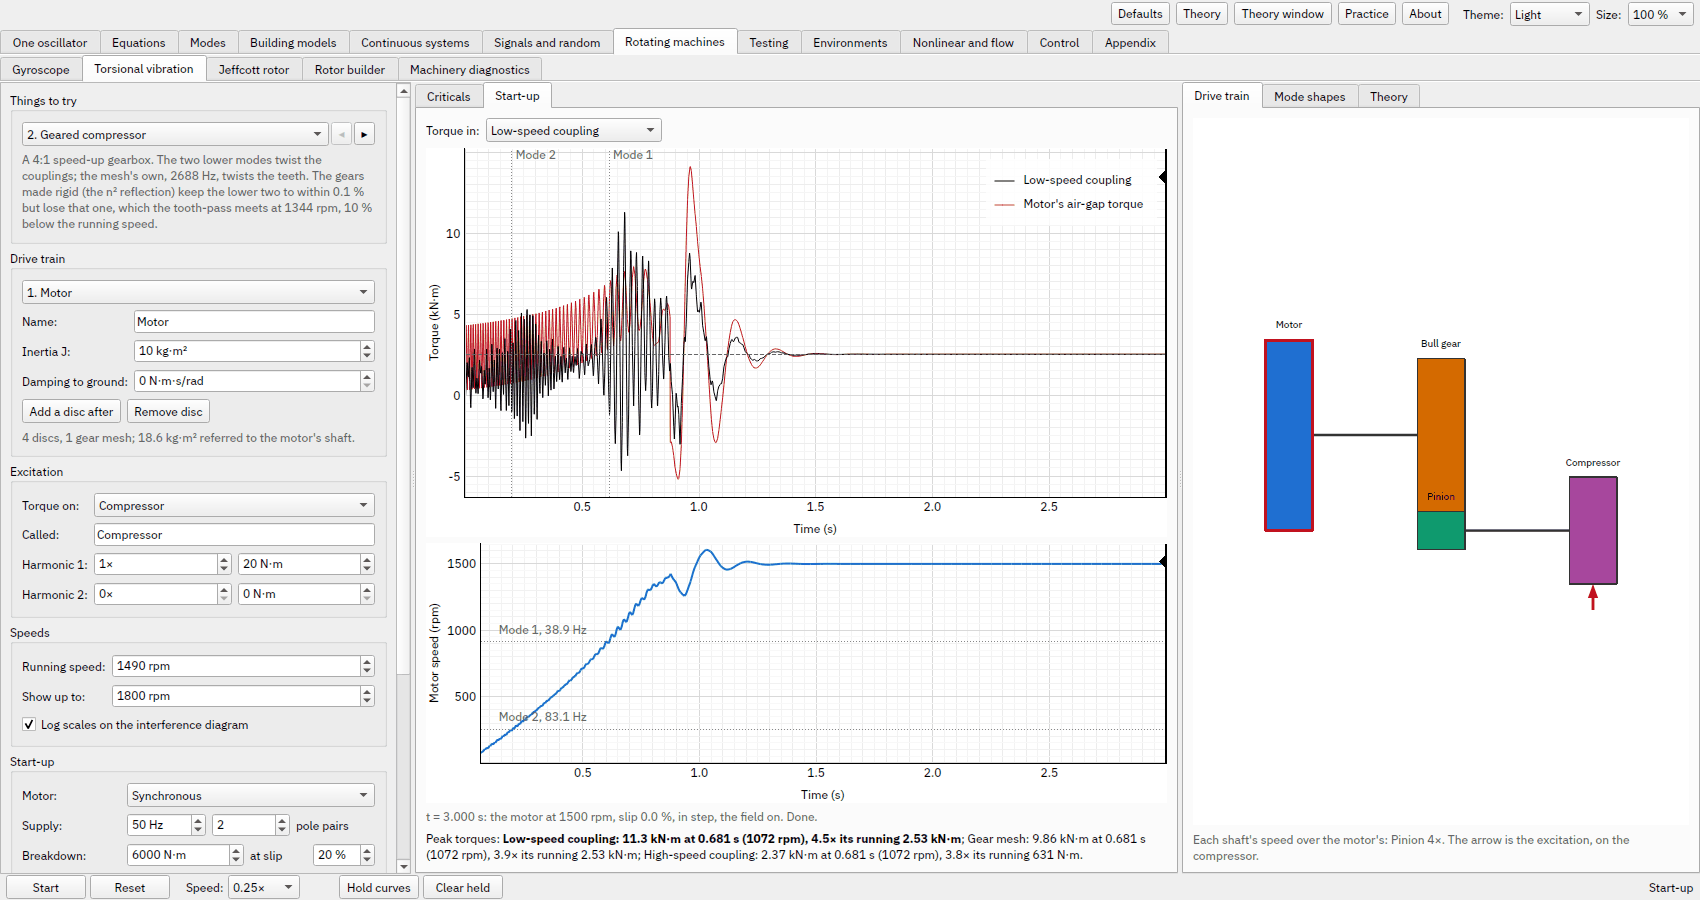 Defaults Theory Theory window Practice About Theme: Light Size: 100 %
One oscillator Equations Modes Building models Continuous systems Signals and random Rotating machines Testing Environments Nonlinear and flow Control Appendix
Gyroscope Torsional vibration Jeffcott rotor Rotor builder Machinery diagnostics
Things to try
2. Geared compressor
A 4:1 speed-up gearbox. The two lower modes twist the
couplings; the mesh's own, 2688 Hz, twists the teeth. The gears
made rigid (the n² reflection) keep the lower two to within 0.1 %
but lose that one, which the tooth-pass meets at 1344 rpm, 10 %
below the running speed.
Drive train
1. Motor
Name: Motor
Inertia J: 10 kg·m²
Damping to ground: 0 N·m·s/rad
Add a disc after Remove disc
4 discs, 1 gear mesh; 18.6 kg·m² referred to the motor's shaft.
Excitation
Torque on: Compressor
Called: Compressor
Harmonic 1: 1× 20 N·m
Harmonic 2: 0× 0 N·m
Speeds
Running speed: 1490 rpm
Show up to: 1800 rpm
Log scales on the interference diagram
Start-up
Motor: Synchronous
Supply: 50 Hz 2 pole pairs
Breakdown: 6000 N·m at slip 20 %
Criticals Start-up
Torque in: Low-speed coupling
Mode 2 Mode 1
Low-speed coupling
Motor's air-gap torque
Torque (kN·m)
10
5
0
-5
0.5 1.0 1.5 2.0 2.5
Time (s)
Motor speed (rpm)
1500
1000
500
Mode 1, 38.9 Hz
Mode 2, 83.1 Hz
0.5 1.0 1.5 2.0 2.5
Time (s)
t = 3.000 s: the motor at 1500 rpm, slip 0.0 %, in step, the field on. Done.
Peak torques: Low-speed coupling: 11.3 kN·m at 0.681 s (1072 rpm), 4.5× its running 2.53 kN·m; Gear mesh: 9.86 kN·m at 0.681 s
(1072 rpm), 3.9× its running 2.53 kN·m; High-speed coupling: 2.37 kN·m at 0.681 s (1072 rpm), 3.8× its running 631 N·m.
Drive train Mode shapes Theory
Motor
Bull gear
Pinion
Compressor
Each shaft's speed over the motor's: Pinion 4×. The arrow is the excitation, on the
compressor.
Start Reset Speed: 0.25× Hold curves Clear held Start-up